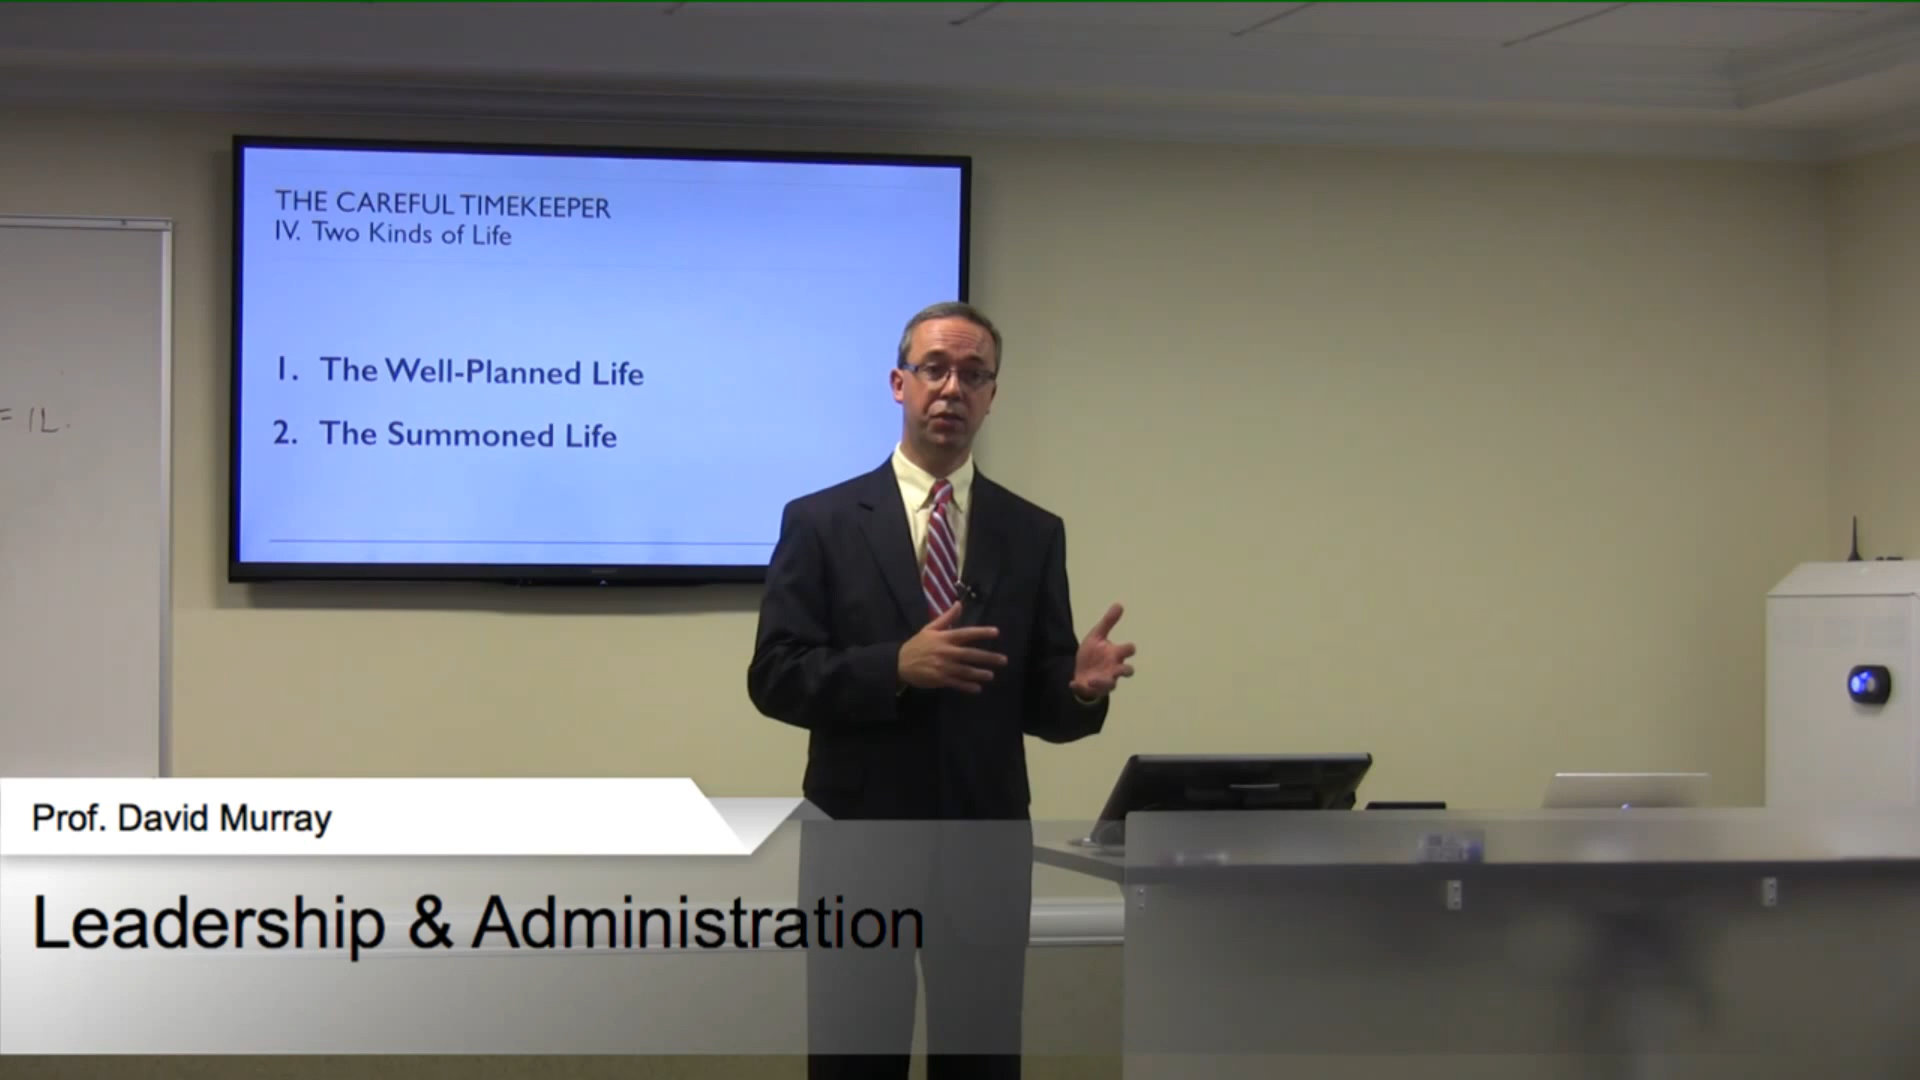 THE CAREFUL TIMEKEEPER
IV. Two Kinds of Life
1. The Well-Planned Life
2. The Summoned Life
= 12.
Prof. David Murray
Leadership & Administration